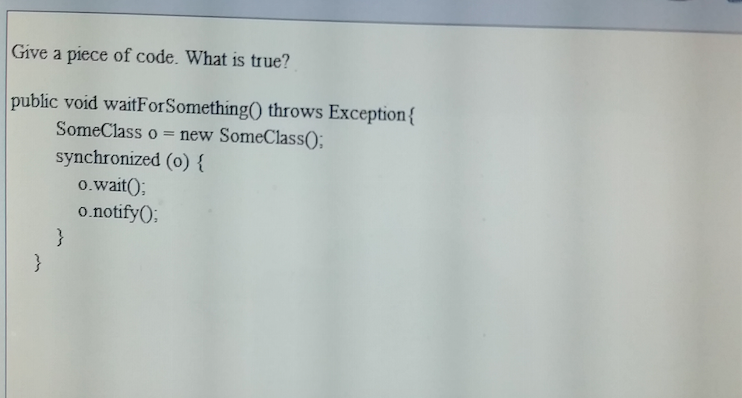 Give a piece of code. What is true?
public void waitForSomething() throws Exception{
SomeClass o = new SomeClass();
synchronized (o) {
o.wait();
o.notify();
}
}